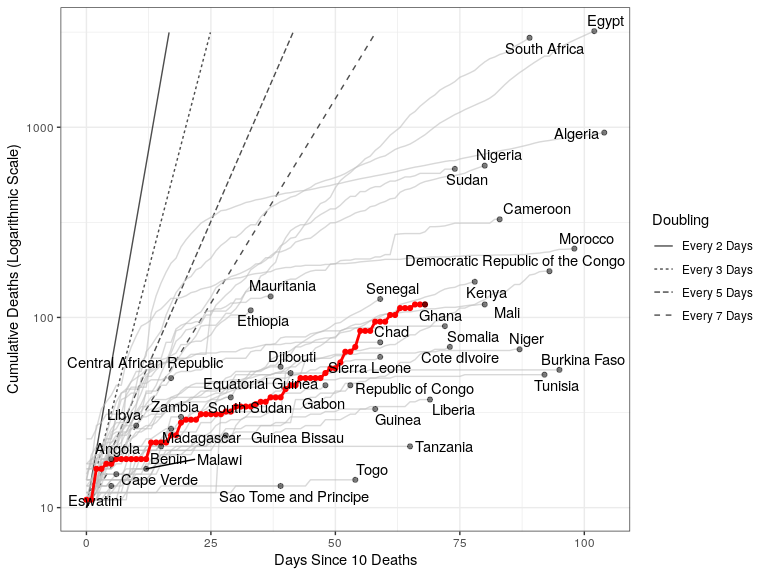 Egypt
South Africa
1000
Algeria
Nigeria
Sudan
Cameroon
Morocco
Democratic Republic of the Congo
Mauritania
Senegal
Kenya
Ethiopia
100
Ghana
Mali
Chad
Somalia
Niger
Central African Republic
Djibouti
Cote dIvoire
Burkina Faso
Sierra Leone
Equatorial Guinea
Republic of Congo
Tunisia
Libya
Zambia
South Sudan
Gabon
Guinea
Liberia
Angola
Madagascar
Guinea Bissau
Tanzania
Benin
Malawi
Cape Verde
Togo
Eswatini
Sao Tome and Principe
10
0
25
50
75
100
Days Since 10 Deaths
Cumulative Deaths (Logarithmic Scale)
Doubling
Every 2 Days
Every 3 Days
Every 5 Days
Every 7 Days